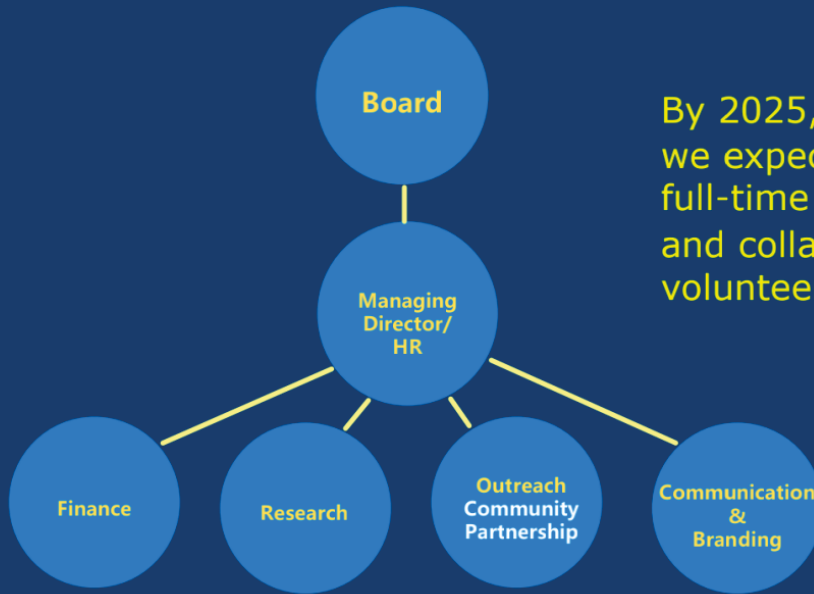 Board
By 2025,
we expec
full-time
and colla
voluntee
Managing
Director/
HR
Finance
Research
Outreach
Community
Partnership
Communication
&
Branding